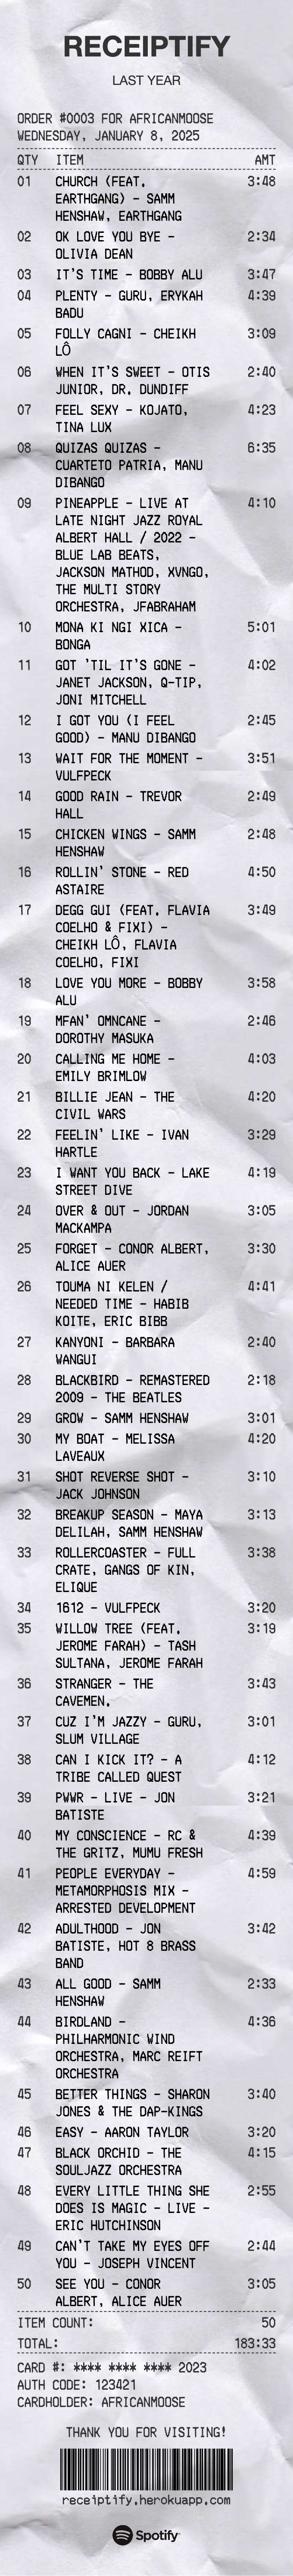 RECEIPTIFY
LAST YEAR
ORDER #0003 FOR AFRICANMOOSE
WEDNESDAY, JANUARY 8, 2025
QTY ITEM AMT
01 CHURCH (FEAT. 3:48
EARTHGANG) - SAMM
HENSHAW, EARTHGANG
02 OK LOVE YOU BYE - 2:34
OLIVIA DEAN
03 IT'S TIME - BOBBY ALU 3:47
04 PLENTY - GURU, ERYKAH 4:39
BADU
05 FOLLY CAGNI - CHEIKH 3:09
LÔ
06 WHEN IT'S SWEET - OTIS 2:40
JUNIOR, DR. DUNDIFF
07 FEEL SEXY - KOJATO, 4:23
TINA LUX
08 QUIZAS QUIZAS - 6:35
CUARTETO PATRIA, MANU
DIBANGO
09 PINEAPPLE - LIVE AT 4:10
LATE NIGHT JAZZ ROYAL
ALBERT HALL / 2022 -
BLUE LAB BEATS,
JACKSON MATHOD, XVNGO,
THE MULTI STORY
ORCHESTRA, JFABRAHAM
10 MONA KI NGI XICA - 5:01
BONGA
11 GOT 'TIL IT'S GONE - 4:02
JANET JACKSON, Q-TIP,
JONI MITCHELL
12 I GOT YOU (I FEEL 2:45
GOOD) - MANU DIBANGO
13 WAIT FOR THE MOMENT - 3:51
VULFPECK
14 GOOD RAIN - TREVOR 2:49
HALL
15 CHICKEN WINGS - SAMM 2:48
HENSHAW
16 ROLLIN' STONE - RED 4:50
ASTAIRE
17 DEGG GUI (FEAT. FLAVIA 3:49
COELHO & FIXI) -
CHEIKH LÔ, FLAVIA
COELHO, FIXI
18 LOVE YOU MORE - BOBBY 3:58
ALU
19 MFAN' OMNCANE - 2:46
DOROTHY MASUKA
20 CALLING ME HOME - 4:03
EMILY BRIMLOW
21 BILLIE JEAN - THE 4:20
CIVIL WARS
22 FEELIN' LIKE - IVAN 3:29
HARTLE
23 I WANT YOU BACK - LAKE 4:19
STREET DIVE
24 OVER & OUT - JORDAN 3:05
MACKAMPA
25 FORGET - CONOR ALBERT, 3:30
ALICE AUER
26 TOUMA NI KELEN / 4:41
NEEDED TIME - HABIB
KOITE, ERIC BIBB
27 KANYONI - BARBARA 2:40
WANGUI
28 BLACKBIRD - REMASTERED 2:18
2009 - THE BEATLES
29 GROW - SAMM HENSHAW 3:01
30 MY BOAT - MELISSA 4:20
LAVEAUX
31 SHOT REVERSE SHOT - 3:10
JACK JOHNSON
32 BREAKUP SEASON - MAYA 3:13
DELILAH, SAMM HENSHAW
33 ROLLERCOASTER - FULL 3:38
CRATE, GANGS OF KIN,
ELIQUE
34 1612 - VULFPECK 3:20
35 WILLOW TREE (FEAT. 3:19
JEROME FARAH) - TASH
SULTANA, JEROME FARAH
36 STRANGER - THE 3:43
CAVEMEN.
37 CUZ I'M JAZZY - GURU, 3:01
SLUM VILLAGE
38 CAN I KICK IT? - A 4:12
TRIBE CALLED QUEST
39 PWWR - LIVE - JON 3:21
BATISTE
40 MY CONSCIENCE - RC & 4:39
THE GRITZ, MUMU FRESH
41 PEOPLE EVERYDAY - 4:59
METAMORPHOSIS MIX -
ARRESTED DEVELOPMENT
42 ADULTHOOD - JON 3:42
BATISTE, HOT 8 BRASS
BAND
43 ALL GOOD - SAMM 2:33
HENSHAW
44 BIRDLAND - 4:36
PHILHARMONIC WIND
ORCHESTRA, MARC REIFT
ORCHESTRA
45 BETTER THINGS - SHARON 3:40
JONES & THE DAP-KINGS
46 EASY - AARON TAYLOR 3:20
47 BLACK ORCHID - THE 4:15
SOULJAZZ ORCHESTRA
48 EVERY LITTLE THING SHE 2:55
DOES IS MAGIC - LIVE -
ERIC HUTCHINSON
49 CAN'T TAKE MY EYES OFF 2:44
YOU - JOSEPH VINCENT
50 SEE YOU - CONOR 3:05
ALBERT, ALICE AUER
ITEM COUNT: 50
TOTAL: 183:33
CARD #: **** **** **** 2023
AUTH CODE: 123421
CARDHOLDER: AFRICANMOOSE
THANK YOU FOR VISITING!
receiptify.herokuapp.com
Spotify